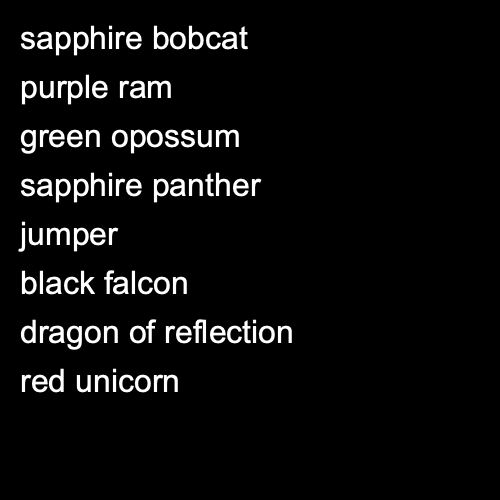 sapphire bobcat
purple ram
green opossum
sapphire panther
jumper
black falcon
dragon of reflection
red unicorn